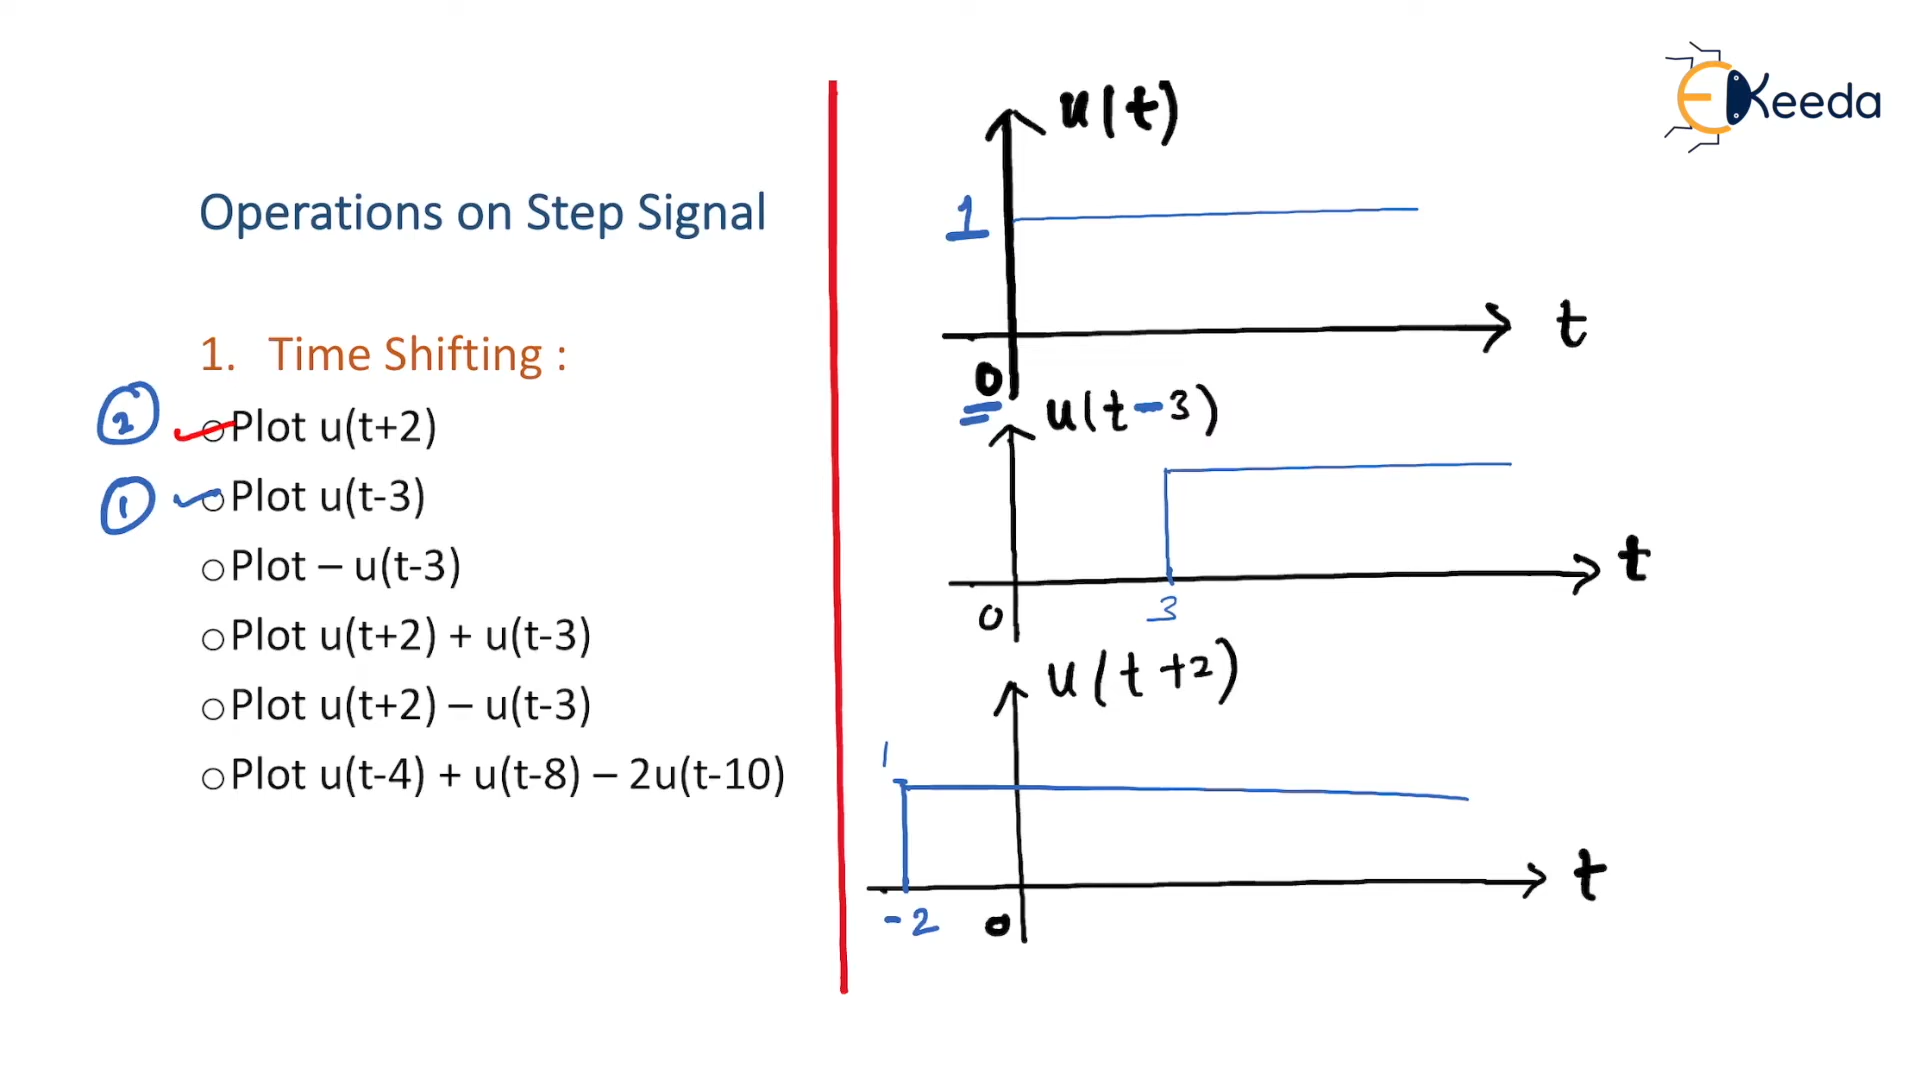 EKeeda
Operations on Step Signal
1. Time Shifting :
2 Plot u(t+2)
1 Plot u(t-3)
Plot – u(t-3)
Plot u(t+2) + u(t-3)
Plot u(t+2) – u(t-3)
Plot u(t-4) + u(t-8) – 2u(t-10)
u(t)
1
t
0
u(t-3)
t
0
3
u(t+2)
1
t
-2
0